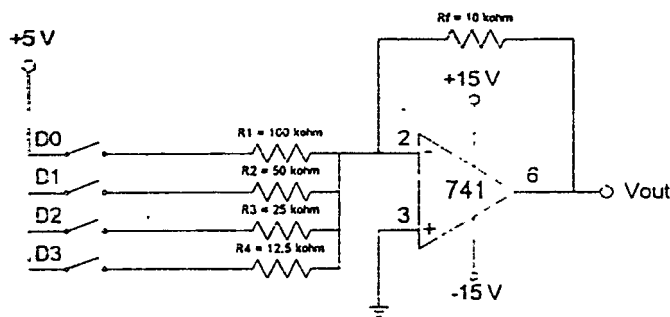 Rf = 10 kohm
+5 V
+15 V
D0
R1 = 100 kohm
2
-
D1
R2 = 50 kohm
741
6
Vout
D2
R3 = 25 kohm
3
+
D3
R4 = 12.5 kohm
-15 V